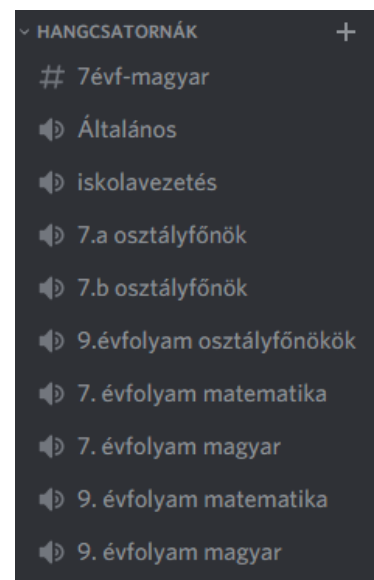 HANGCSATORNÁK
# 7évf-magyar
Általános
iskolavezetés
7.a osztályfőnök
7.b osztályfőnök
9.évfolyam osztályfőnökök
7. évfolyam matematika
7. évfolyam magyar
9. évfolyam matematika
9. évfolyam magyar